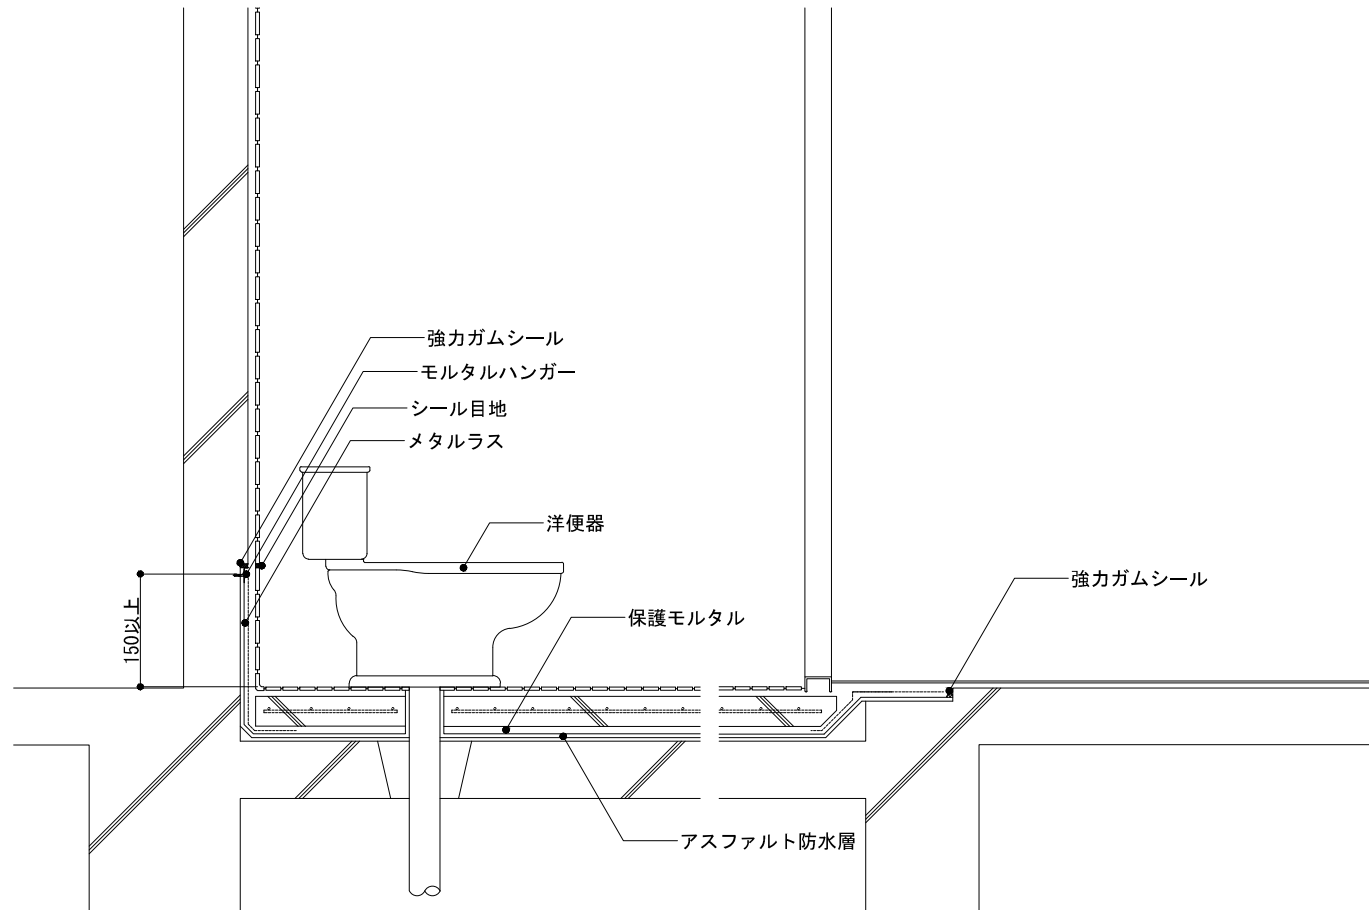 強力ガムシール
モルタルハンガー
シール目地
メタルラス
洋便器
150以上
強力ガムシール
保護モルタル
アスファルト防水層